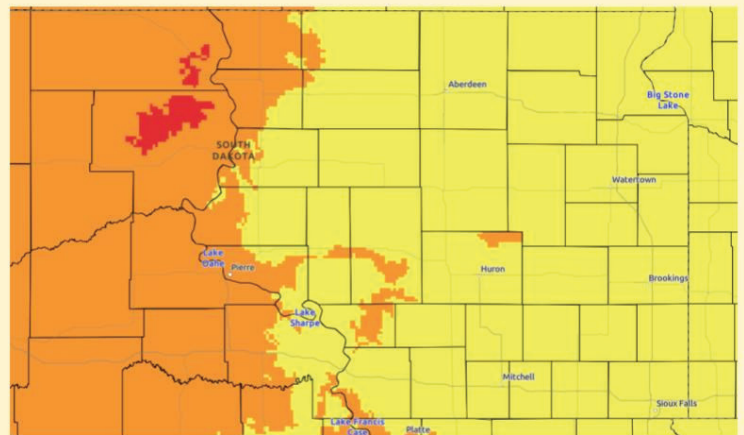 Aberdeen
Big Stone
Lake
SOUTH
DAKOTA
Watertown
Lake
Oahe
Pierre
Huron
Brookings
Lake
Sharpe
Mitchell
Sioux Falls
Lake Francis
Case
Platte